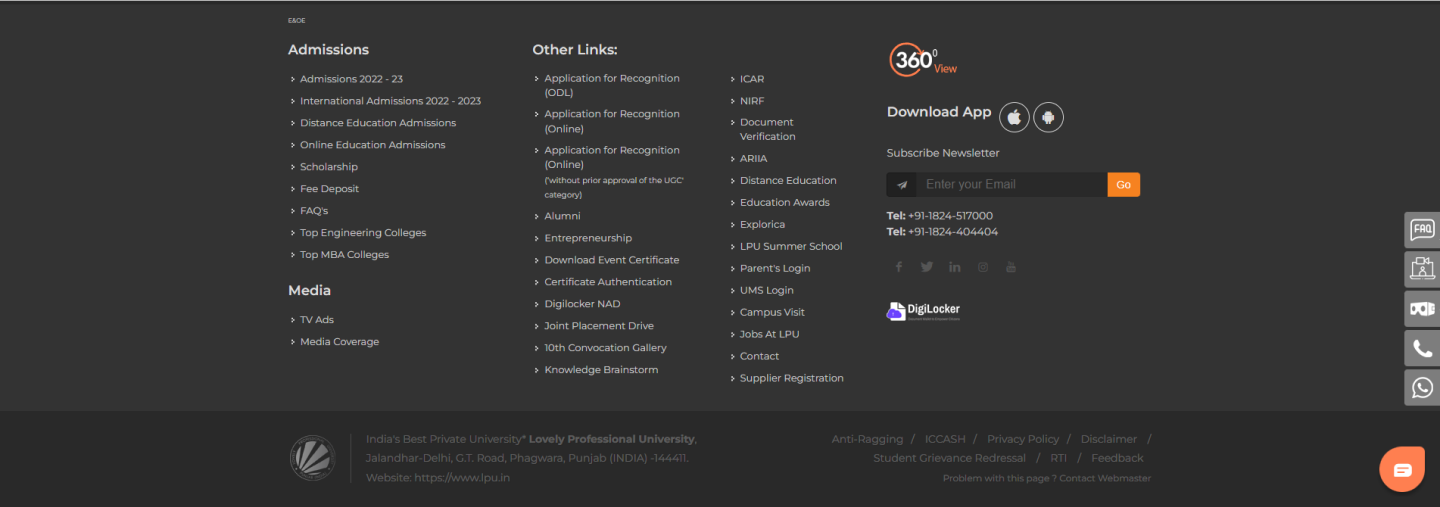 E&OE
Admissions
Admissions 2022 - 23
International Admissions 2022 - 2023
Distance Education Admissions
Online Education Admissions
Scholarship
Fee Deposit
FAQ's
Top Engineering Colleges
Top MBA Colleges
Media
TV Ads
Media Coverage
Other Links:
Application for Recognition
(ODL)
Application for Recognition
(Online)
Application for Recognition
(Online)
('without prior approval of the UGC'
category)
Alumni
Entrepreneurship
Download Event Certificate
Certificate Authentication
Digilocker NAD
Joint Placement Drive
10th Convocation Gallery
Knowledge Brainstorm
ICAR
NIRF
Document
Verification
ARIIA
Distance Education
Education Awards
Explorica
LPU Summer School
Parent's Login
UMS Login
Campus Visit
Jobs At LPU
Contact
Supplier Registration
360⁰ View
Download App
Subscribe Newsletter
Enter your Email Go
Tel: +91-1824-517000
Tel: +91-1824-404404
DigiLocker
FAQ
India's Best Private University* Lovely Professional University,
Jalandhar-Delhi, G.T. Road, Phagwara, Punjab (INDIA) -144411.
Website: https://www.lpu.in
Anti-Ragging / ICCASH / Privacy Policy / Disclaimer /
Student Grievance Redressal / RTI / Feedback
Problem with this page ? Contact Webmaster